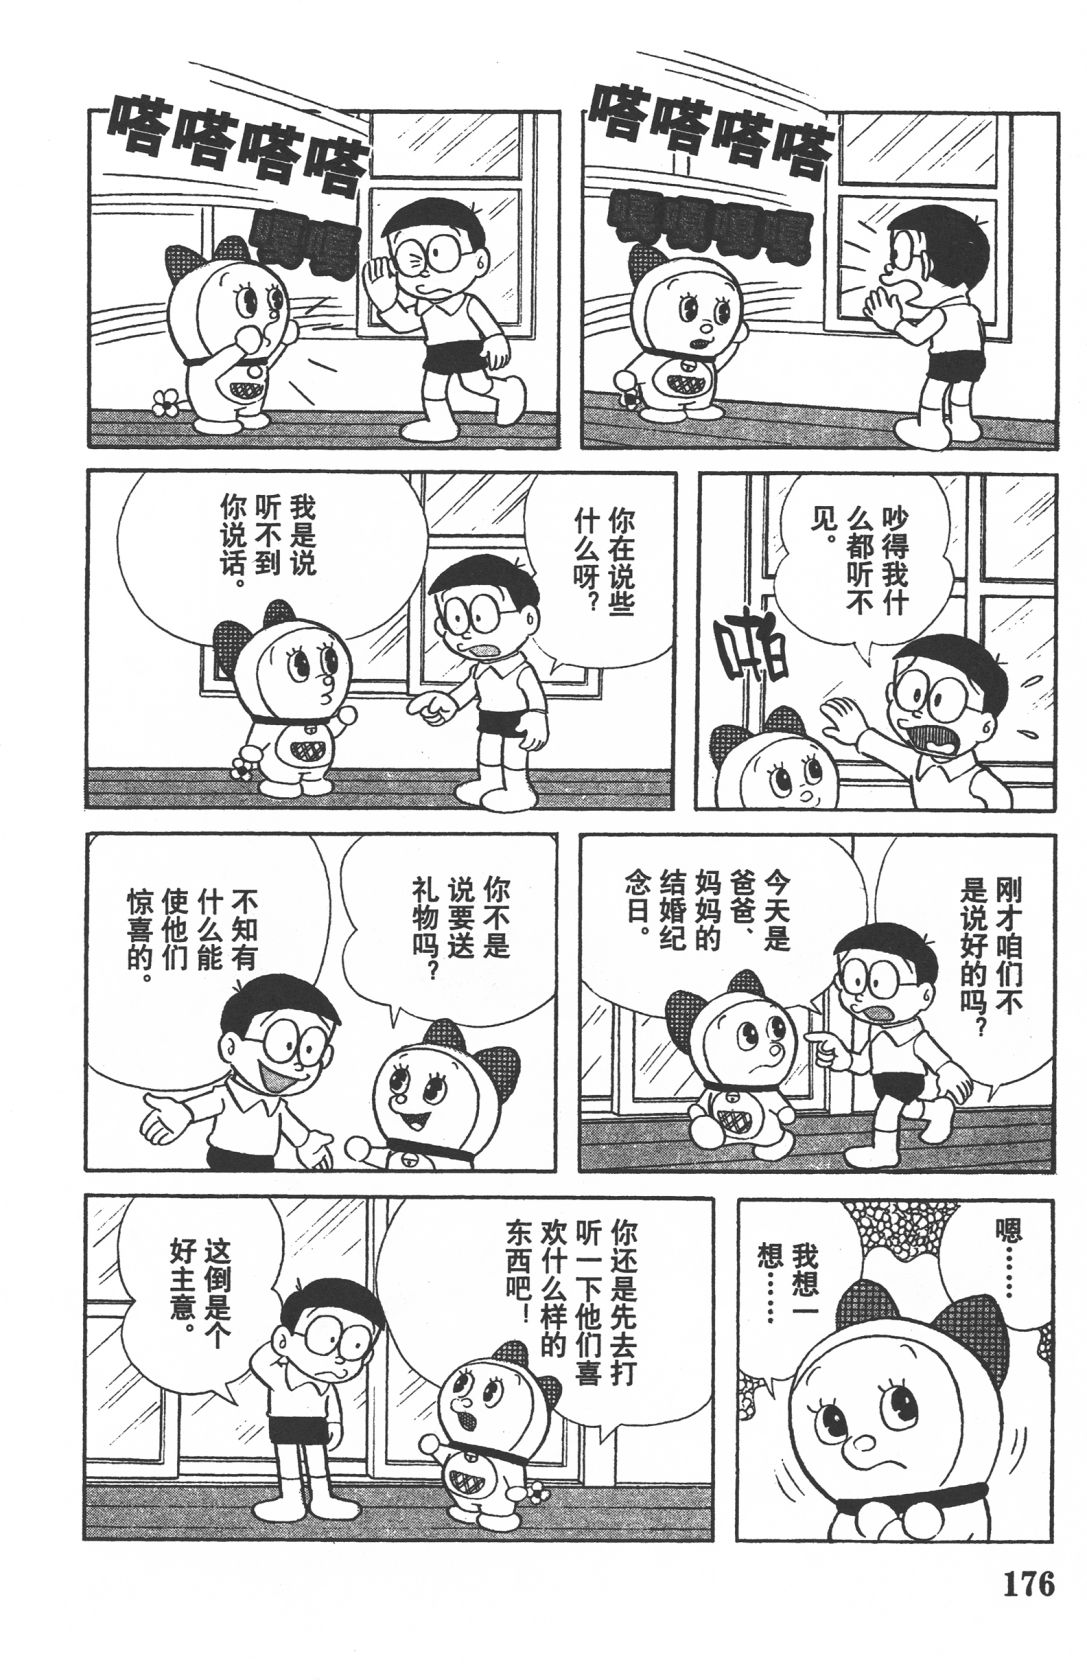 嗒嗒嗒嗒
嘎嘎嘎嘎
嗒嗒嗒嗒
嘎嘎
吵得我什
么都听不
见。
啪
你在说些
什么呀？
我是说
听不到
你说话。
刚才咱们不
是说好的吗？
今天是
爸爸、
妈妈的
结婚纪
念日。
你不是
说要送
礼物吗？
不知有
什么能
使他们
惊喜的。
嗯……
我想一
想……
你还是先去打
听一下他们喜
欢什么样的
东西吧！
这倒是个
好主意。
176